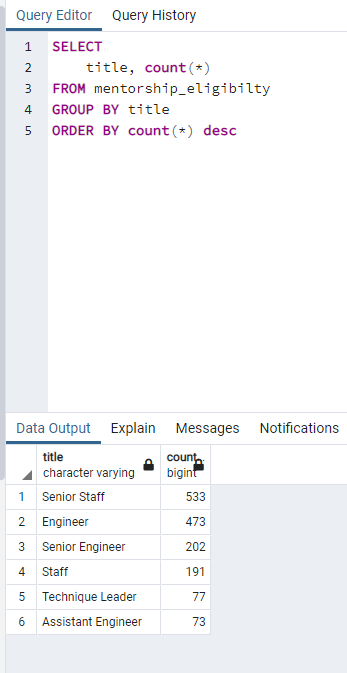 Query Editor Query History
1 SELECT
2 title, count(*)
3 FROM mentorship_eligibilty
4 GROUP BY title
5 ORDER BY count(*) desc
Data Output Explain Messages Notifications
title count
character varying bigint
1 Senior Staff 533
2 Engineer 473
3 Senior Engineer 202
4 Staff 191
5 Technique Leader 77
6 Assistant Engineer 73